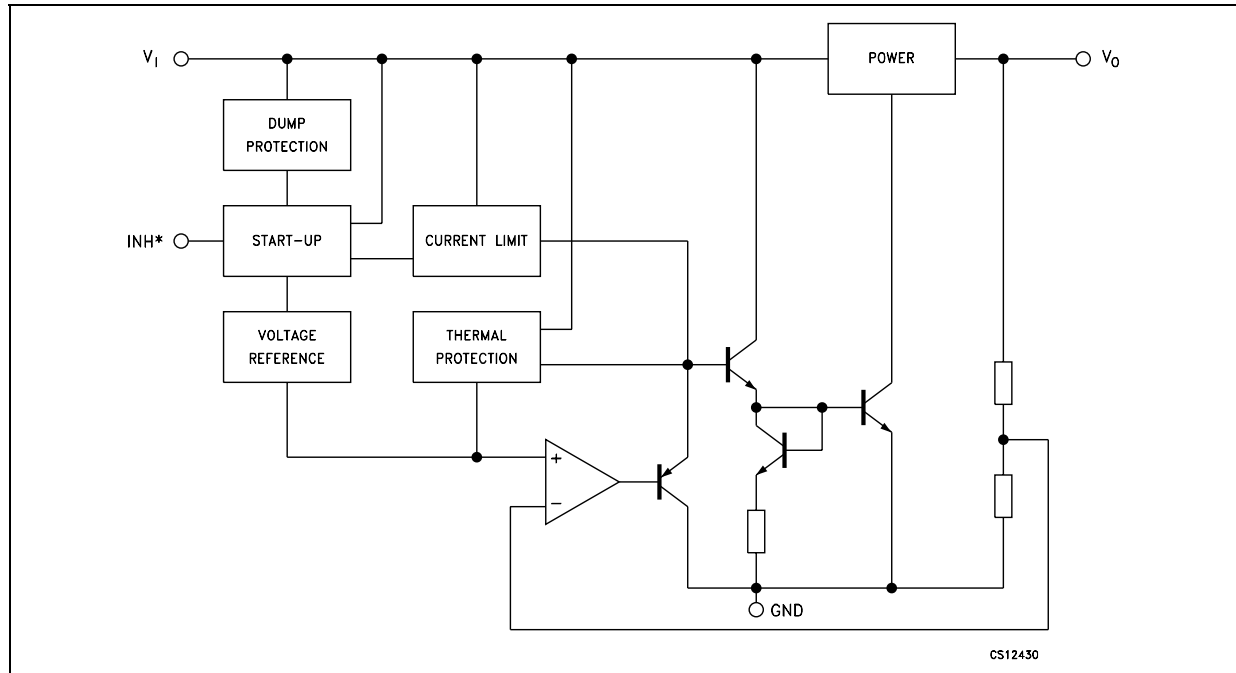 V_I
POWER
V_O
DUMP
PROTECTION
INH*
START-UP
CURRENT LIMIT
VOLTAGE
REFERENCE
THERMAL
PROTECTION
+
−
GND
CS12430